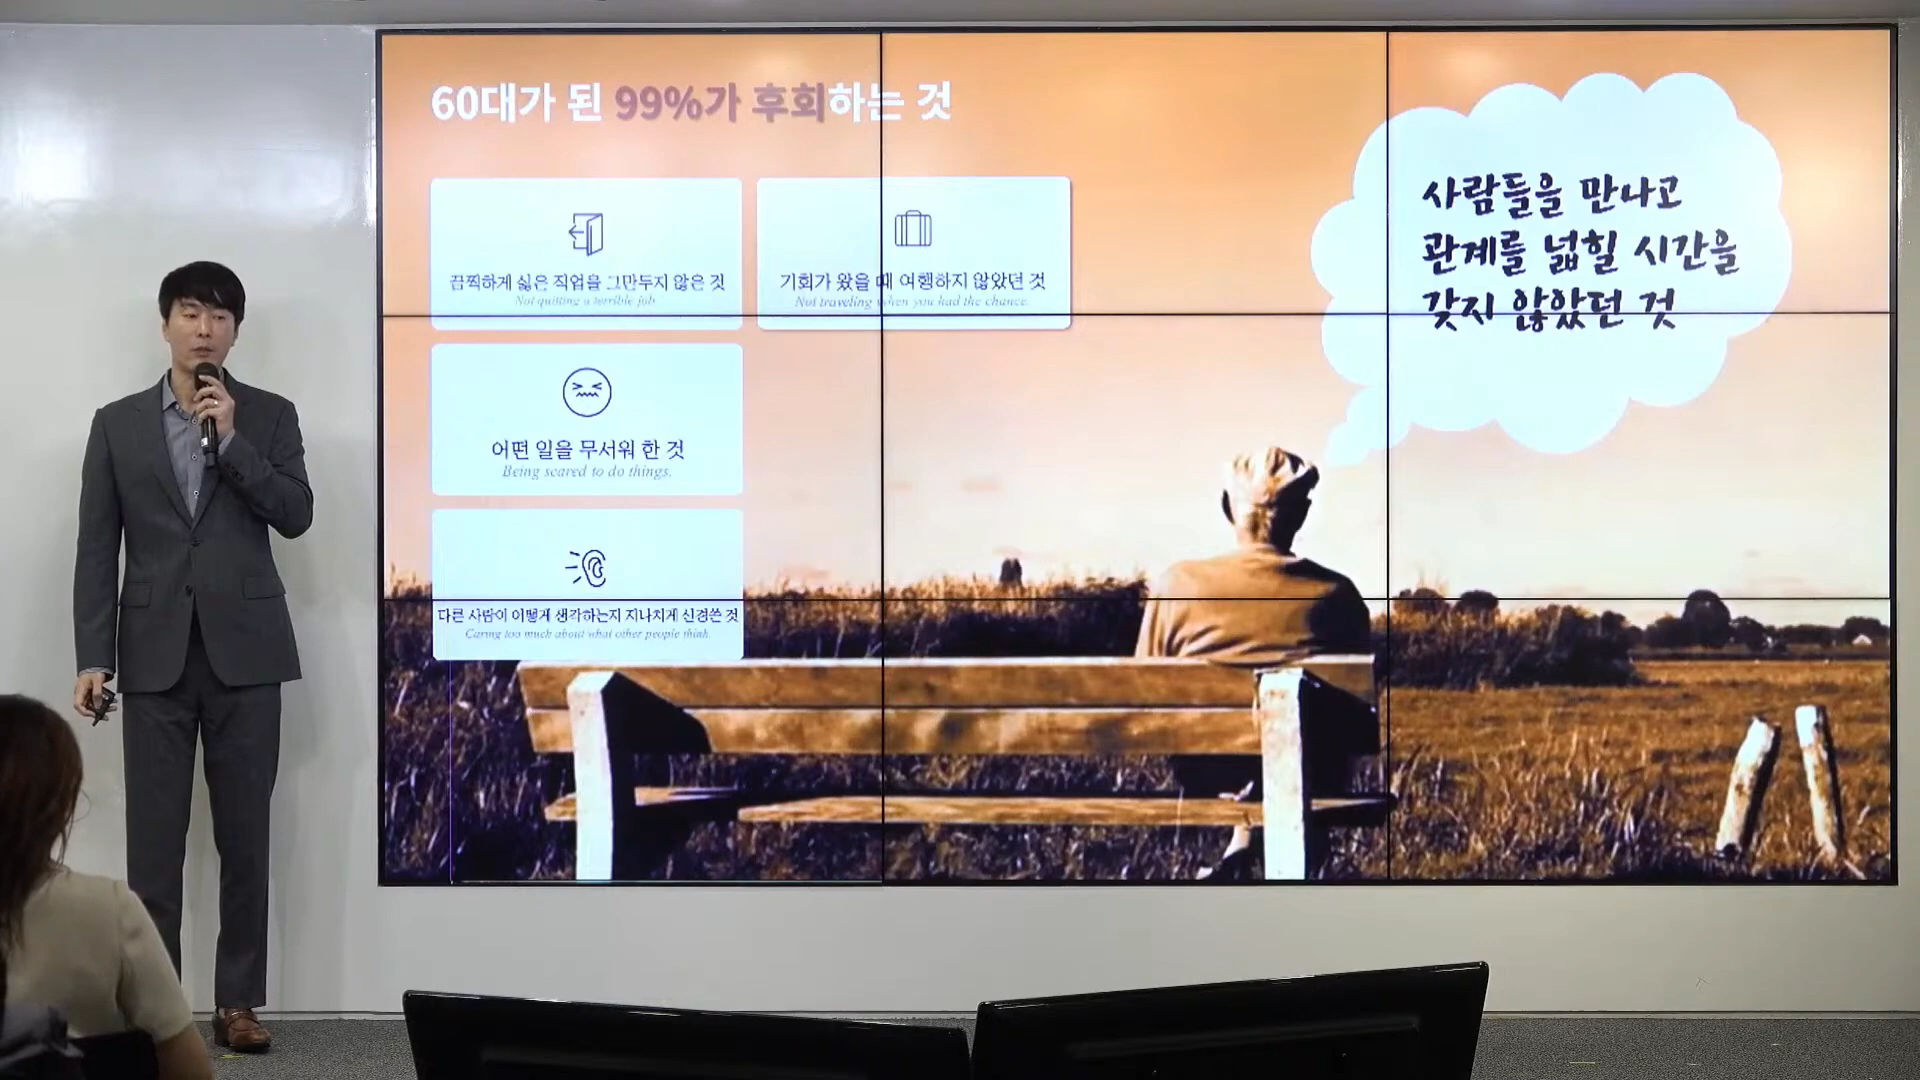 60대가 된 99%가 후회하는 것
끔찍하게 싫은 직업을 그만두지 않은 것
Not quitting a terrible job.
기회가 왔을 때 여행하지 않았던 것
Not traveling when you had the chance.
어떤 일을 무서워 한 것
Being scared to do things.
다른 사람이 어떻게 생각하는지 지나치게 신경쓴 것
Caring too much about what other people think.
사람들을 만나고
관계를 넓힐 시간을
갖지 않았던 것